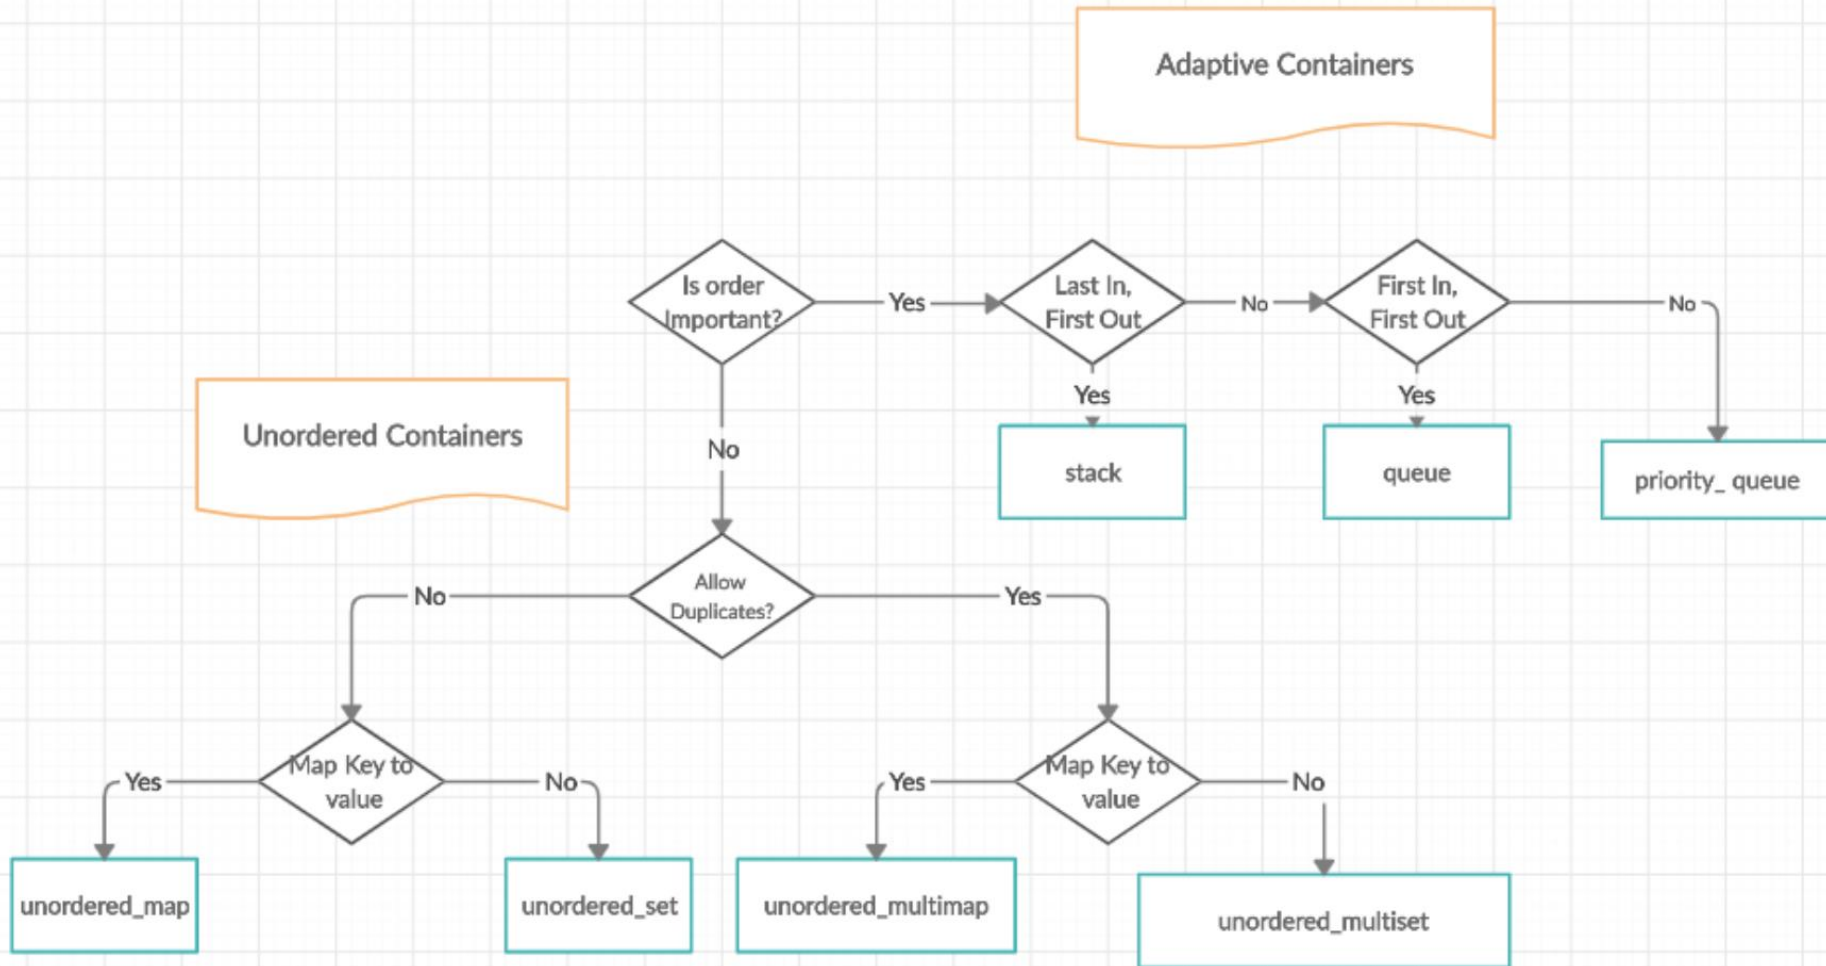 Adaptive Containers
Is order
Important?
Yes
Last In,
First Out
No
First In,
First Out
No
Yes
Yes
Unordered Containers
No
stack
queue
priority_ queue
Allow
Duplicates?
No
Yes
Map Key to
value
Yes
No
Map Key to
value
Yes
No
unordered_map
unordered_set
unordered_multimap
unordered_multiset